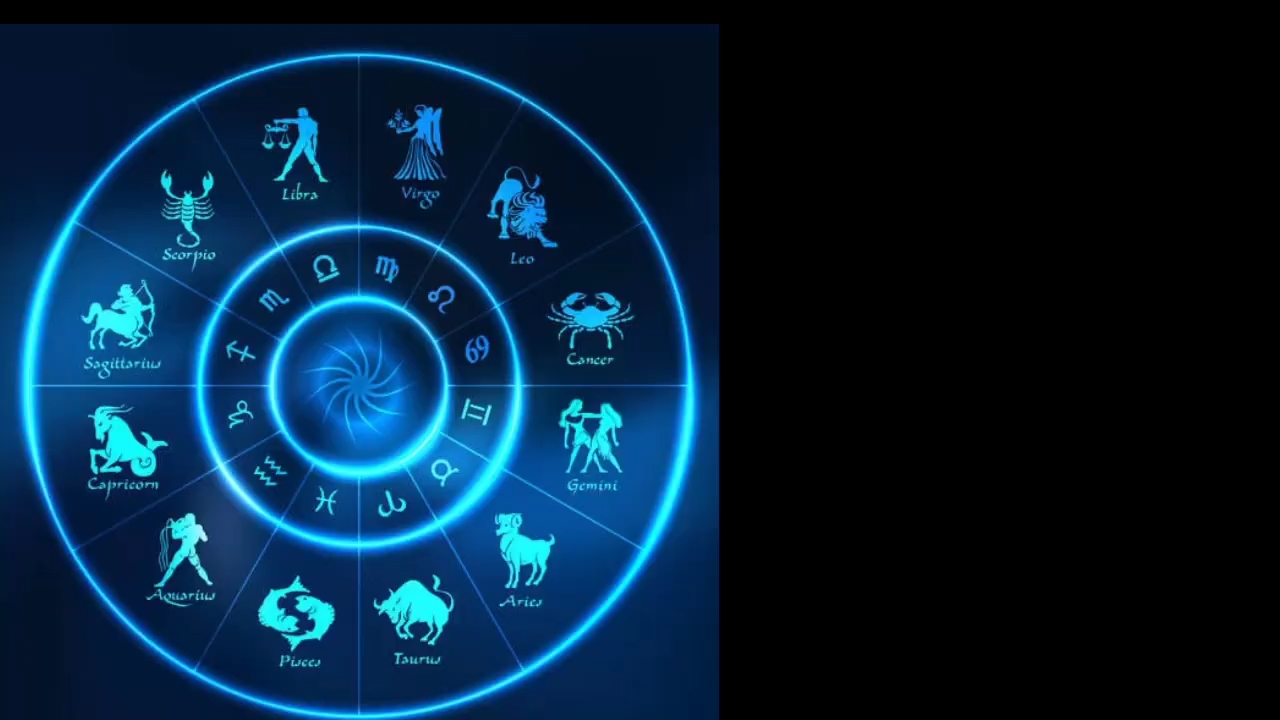 Libra
Virgo
Scorpio
Leo
Sagittarius
Cancer
Capricorn
Gemini
Aquarius
Aries
Pisces
Taurus